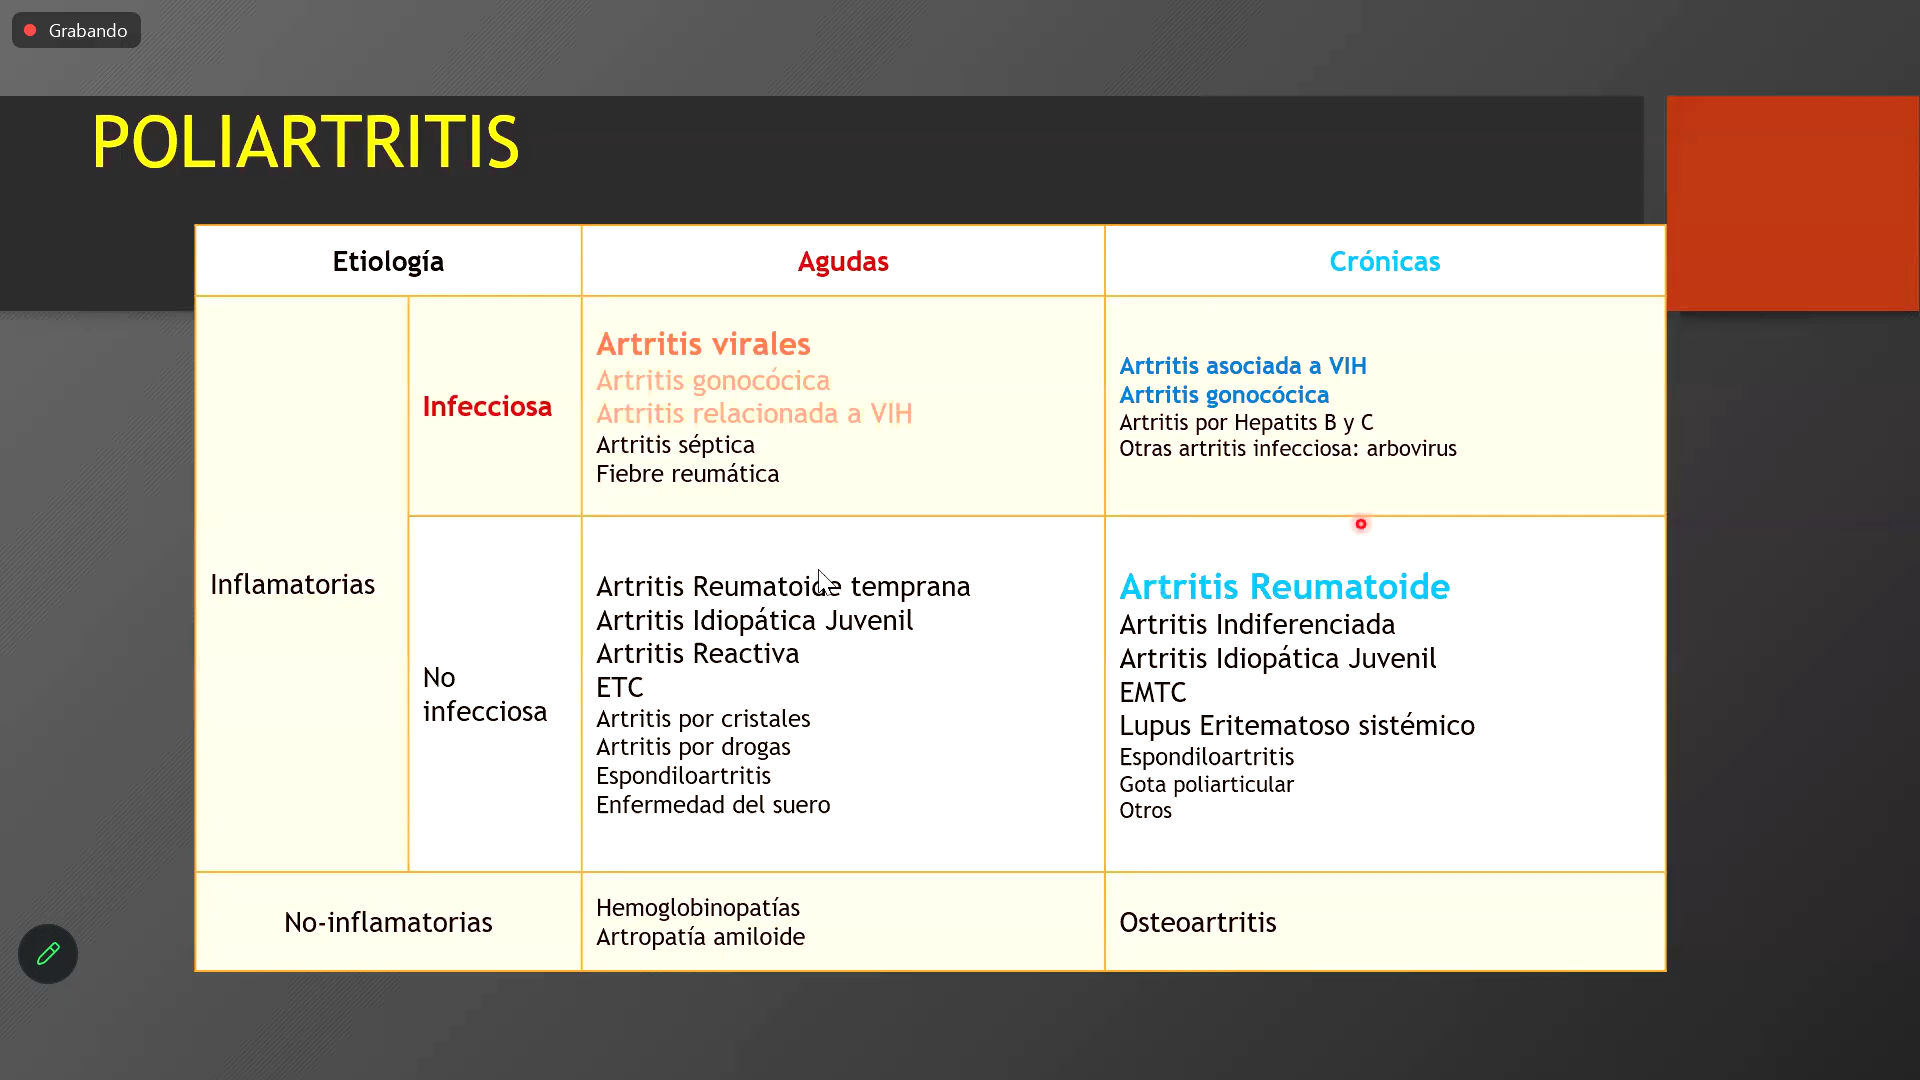 Grabando
POLIARTRITIS
Etiología
Agudas
Crónicas
Inflamatorias
Infecciosa
Artritis virales
Artritis gonocócica
Artritis relacionada a VIH
Artritis séptica
Fiebre reumática
Artritis asociada a VIH
Artritis gonocócica
Artritis por Hepatits B y C
Otras artritis infecciosa: arbovirus
No
infecciosa
Artritis Reumatoide temprana
Artritis Idiopática Juvenil
Artritis Reactiva
ETC
Artritis por cristales
Artritis por drogas
Espondiloartritis
Enfermedad del suero
Artritis Reumatoide
Artritis Indiferenciada
Artritis Idiopática Juvenil
EMTC
Lupus Eritematoso sistémico
Espondiloartritis
Gota poliarticular
Otros
No-inflamatorias
Hemoglobinopatías
Artropatía amiloide
Osteoartritis